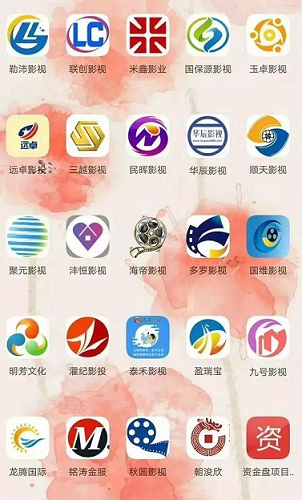 勒沛影视 联创影视 米鑫影业 国保源影视 玉卓影视
远卓
远卓影投 三越影视 民晖影视 华辰影视 顺天影视
华辰影视
聚元影视 沣恒影视 海帝影视 多罗影视 国维影视
明芳文化 濯纪影投 泰禾影视 盈瑞宝 九号影视
资
龙腾国际 铭涛金服 秋圆影视 朝浚欣 资金盘项目...
LC
M